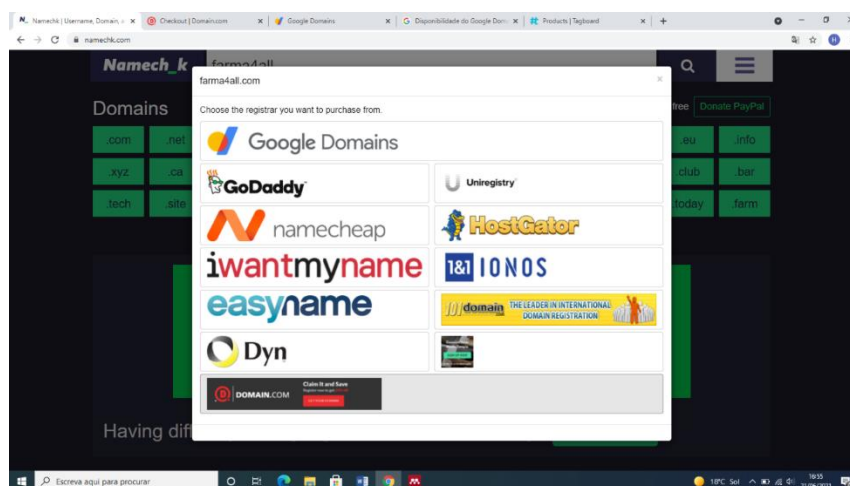 Namechk | Username, Domain, a
Checkout | Domain.com
Google Domains
Disponibilidade do Google Dom
Products | Tagboard
namechk.com
Namech_k
farma4all
farma4all.com
Choose the registrar you want to purchase from.
Domains
free Donate PayPal
.com .net .eu .info
.xyz .ca .club .bar
.tech .site .today .farm
Google Domains
GoDaddy Uniregistry
namecheap HostGator
iwantmyname 1&1 IONOS
easyname 101domain THE LEADER IN INTERNATIONAL
DOMAIN REGISTRATION
Dyn
DOMAIN.COM Claim It and Save
Having diff
Escreva aqui para procurar
18°C Sol
16:55